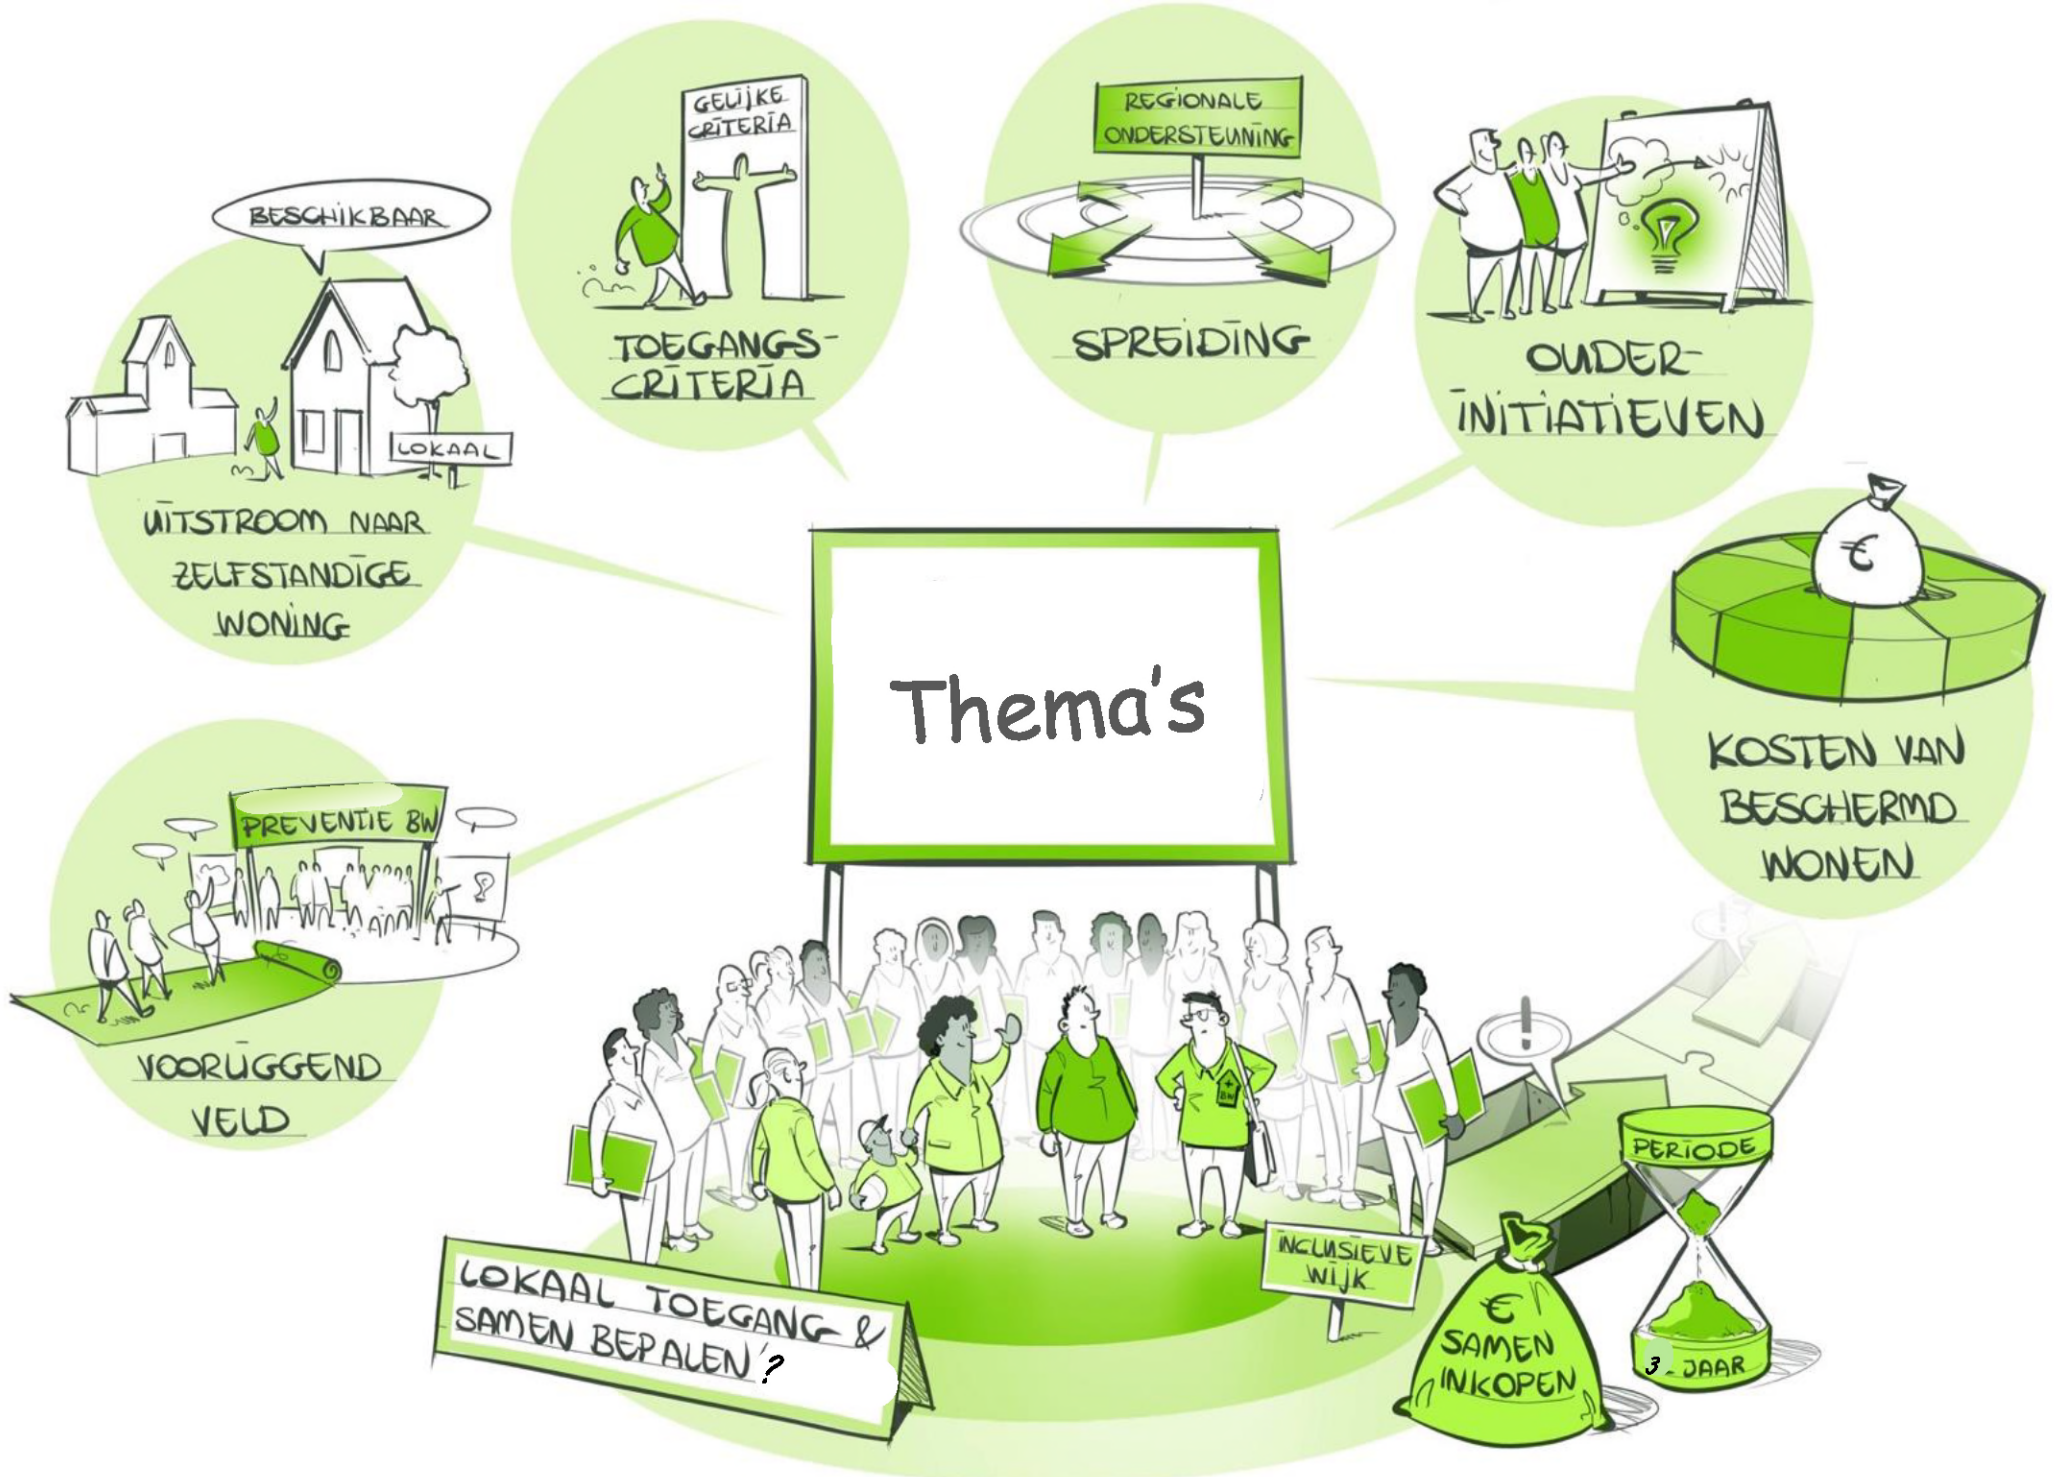 GELIJKE
CRITERIA
TOEGANGS-
CRITERIA
REGIONALE
ONDERSTEUNING
SPREIDING
OUDER-
INITIATIEVEN
BESCHIKBAAR
LOKAAL
UITSTROOM NAAR
ZELFSTANDIGE
WONING
€
KOSTEN VAN
BESCHERMD
WONEN
Thema's
PREVENTIE BW
VOORLIGGEND
VELD
!
+
BW
PERIODE
3 JAAR
INCLUSIEVE
WIJK
LOKAAL TOEGANG &
SAMEN BEPALEN ?
€
SAMEN
INKOPEN